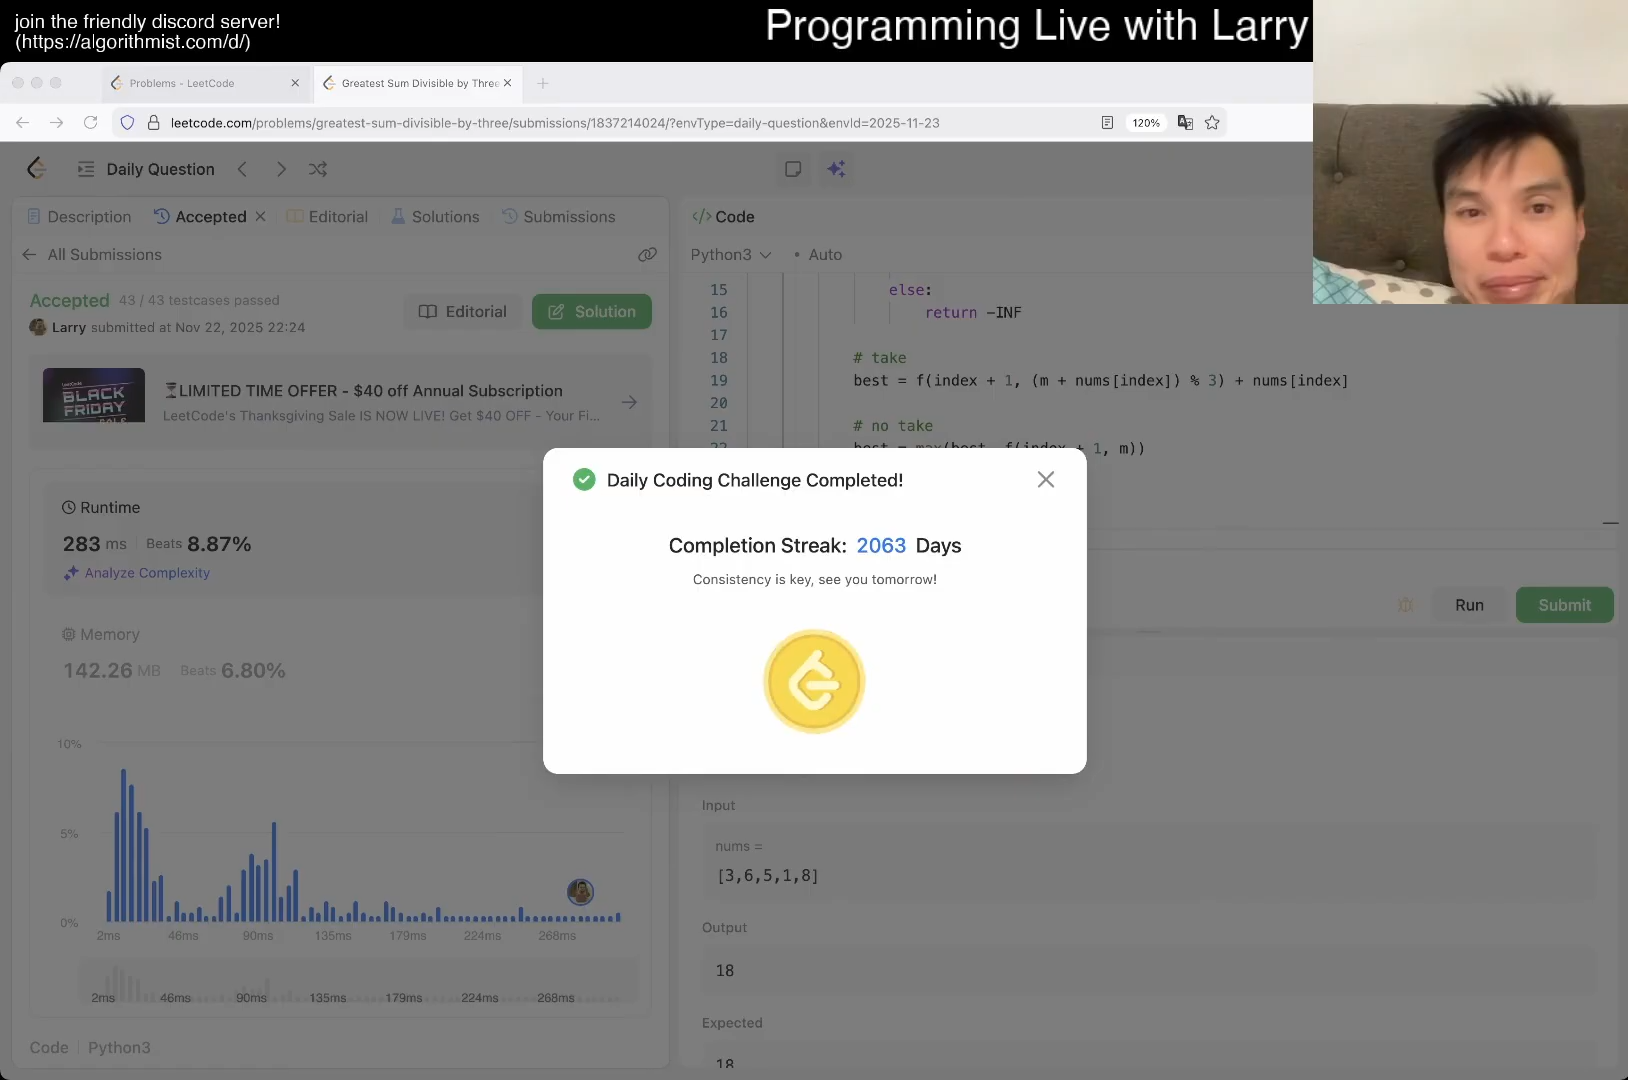 join the friendly discord server!
(https://algorithmist.com/d/)
Programming Live with Larry
Problems - LeetCode
Greatest Sum Divisible by Three
leetcode.com/problems/greatest-sum-divisible-by-three/submissions/1837214024/?envType=daily-question&envId=2025-11-23
120%
Daily Question
Description
Accepted
Editorial
Solutions
Submissions
</> Code
All Submissions
Python3
• Auto
Accepted 43 / 43 testcases passed
Larry submitted at Nov 22, 2025 22:24
Editorial
Solution
LeetCode
BLACK
FRIDAY
⏳LIMITED TIME OFFER - $40 off Annual Subscription
LeetCode's Thanksgiving Sale IS NOW LIVE! Get $40 OFF - Your Fi...
15 else:
16 return -INF
17
18 # take
19 best = f(index + 1, (m + nums[index]) % 3) + nums[index]
20
21 # no take
22 best = max(best, f(index + 1, m))
Daily Coding Challenge Completed!
Completion Streak: 2063 Days
Consistency is key, see you tomorrow!
Runtime
283 ms Beats 8.87%
Analyze Complexity
Memory
142.26 MB Beats 6.80%
10%
5%
0%
2ms 46ms 90ms 135ms 179ms 224ms 268ms
2ms 46ms 90ms 135ms 179ms 224ms 268ms
Code Python3
Run
Submit
Input
nums =
[3,6,5,1,8]
Output
18
Expected
18